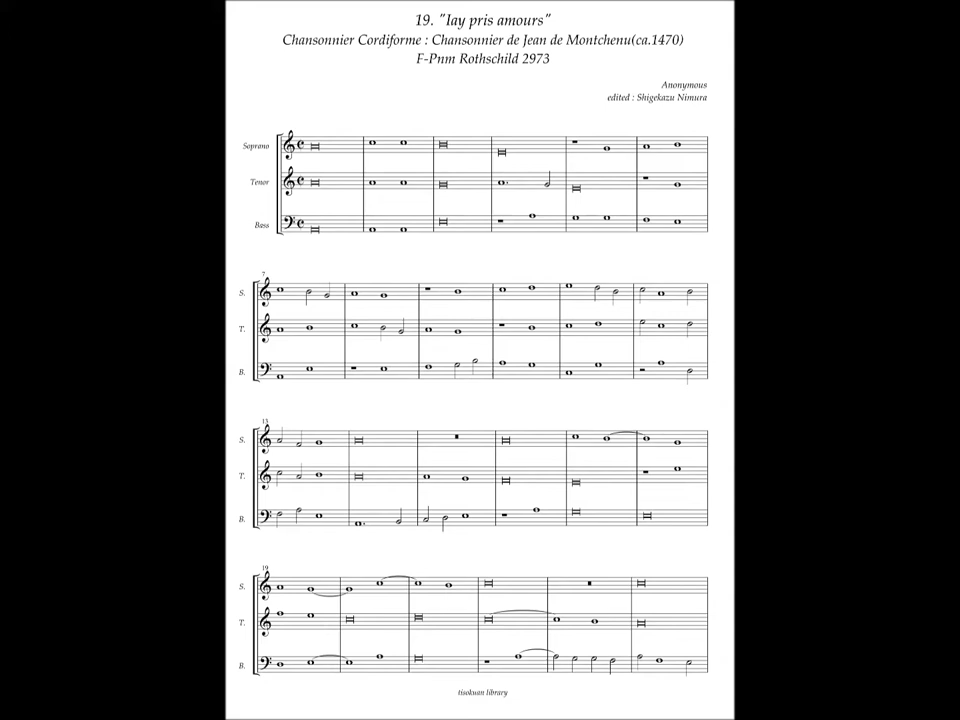 19. "Iay pris amours"
Chansonnier Cordiforme : Chansonnier de Jean de Montchenu(ca.1470)
F-Pnm Rothschild 2973
Anonymous
edited : Shigekazu Nimura
Soprano
Tenor
Bass
7
S.
T.
B.
13
S.
T.
B.
19
S.
T.
B.
tisokuan library